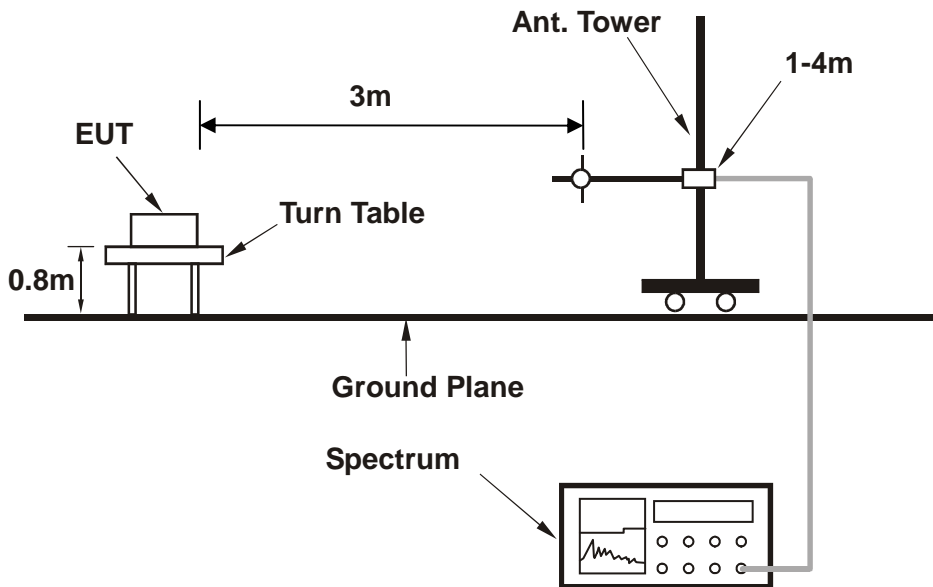 Ant. Tower
1-4m
3m
EUT
Turn Table
0.8m
Ground Plane
Spectrum